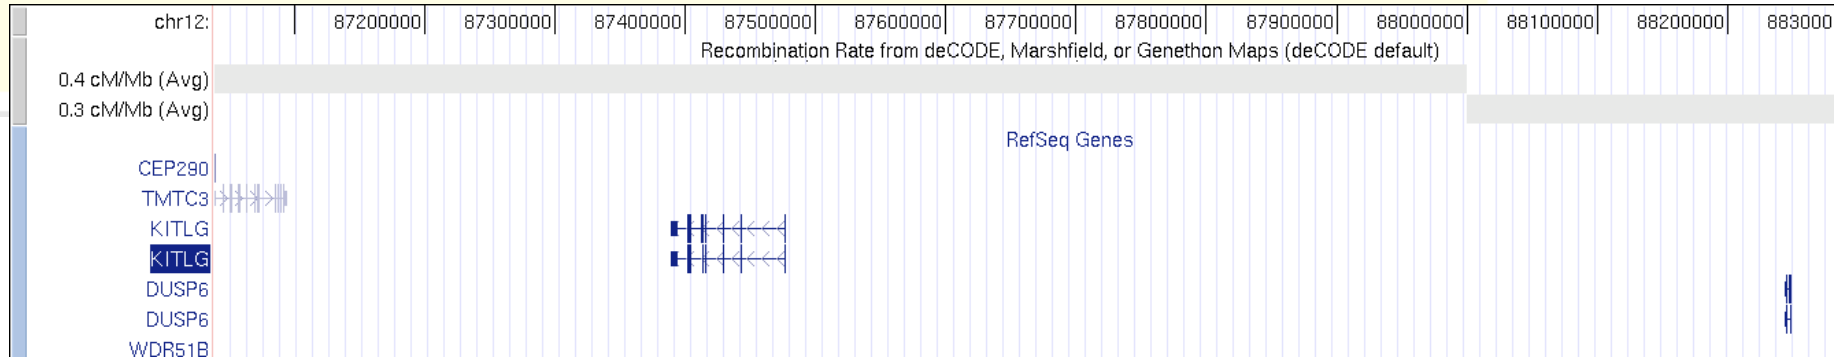 chr12: 87200000| 87300000| 87400000| 87500000| 87600000| 87700000| 87800000| 87900000| 88000000| 88100000| 88200000| 883000
Recombination Rate from deCODE, Marshfield, or Genethon Maps (deCODE default)
0.4 cM/Mb (Avg)
0.3 cM/Mb (Avg)
RefSeq Genes
CEP290
TMTC3
KITLG
KITLG
DUSP6
DUSP6
WDR51B